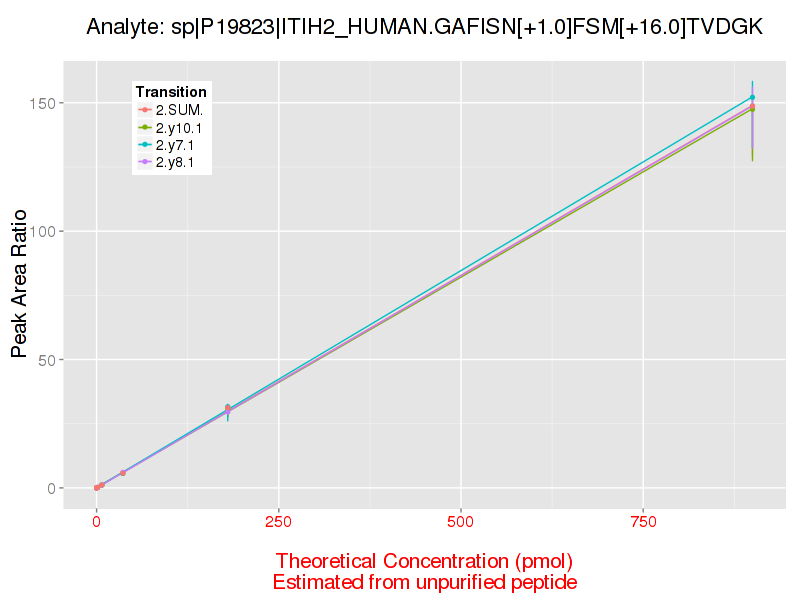 Analyte: sp|P19823|ITIH2_HUMAN.GAFISN[+1.0]FSM[+16.0]TVDGK
Transition
2.SUM.
2.y10.1
2.y7.1
2.y8.1
Peak Area Ratio
150
100
50
0
0
250
500
750
Theoretical Concentration (pmol)
Estimated from unpurified peptide